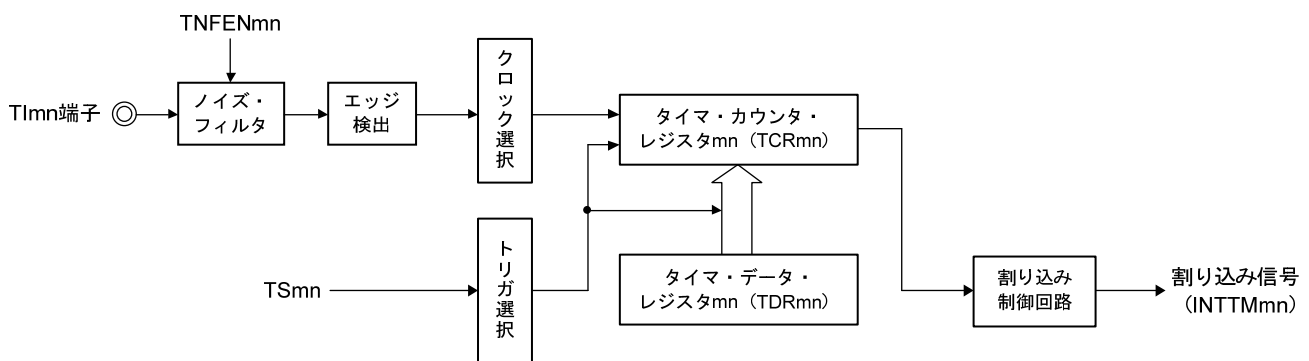 TNFENmn
TImn端子
ノイズ・
フィルタ
エッジ
検出
クロック選択
タイマ・カウンタ・
レジスタmn（TCRmn）
TSmn
トリガ選択
タイマ・データ・
レジスタmn（TDRmn）
割り込み
制御回路
割り込み信号
（INTTMmn）